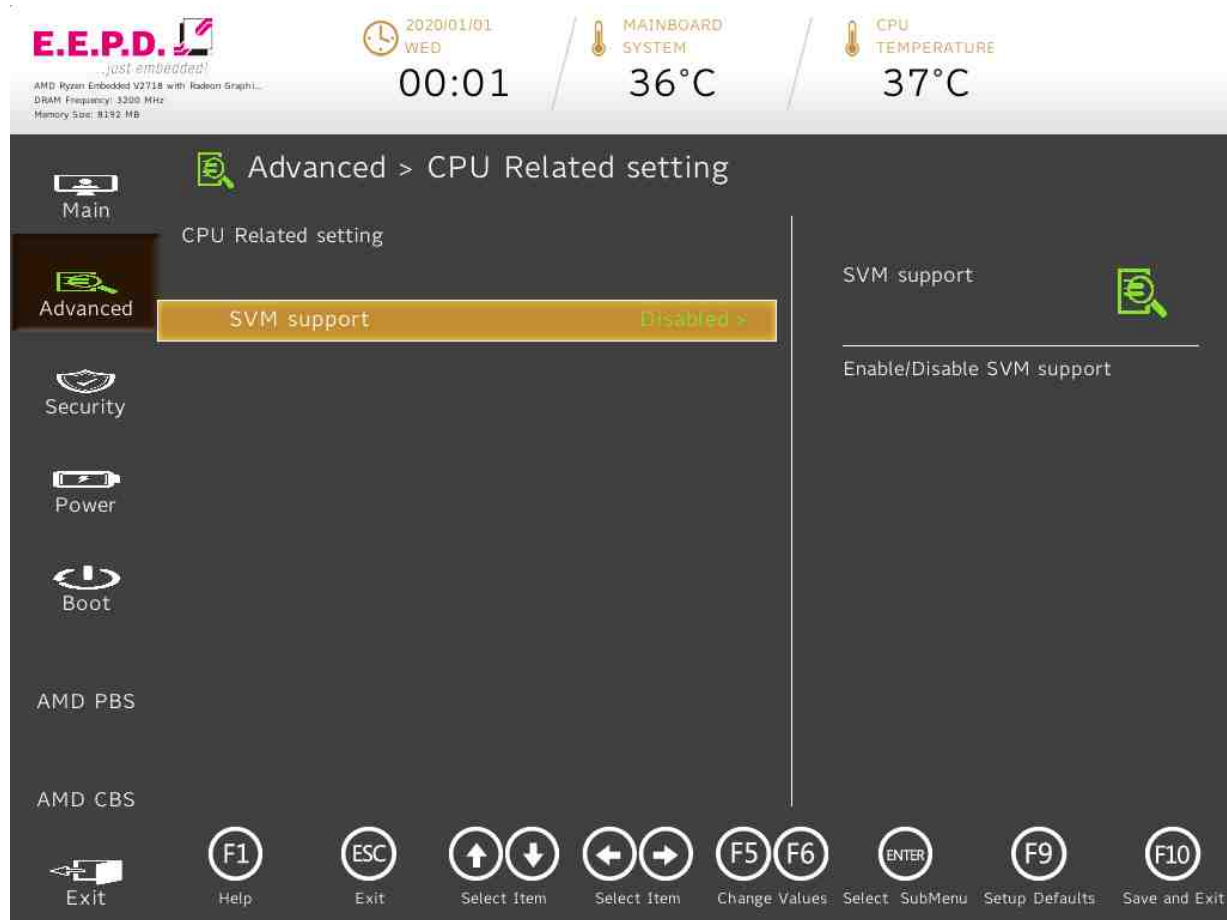 E.E.P.D.
...just embedded!
AMD Ryzen Embedded V2718 with Radeon Graphi...
DRAM Frequency: 3200 MHz
Memory Size: 8192 MB
2020/01/01
WED
00:01
MAINBOARD
SYSTEM
36°C
CPU
TEMPERATURE
37°C
Main
Advanced
Security
Power
Boot
AMD PBS
AMD CBS
Exit
Advanced > CPU Related setting
CPU Related setting
SVM support Disabled >
SVM support
Enable/Disable SVM support
F1
Help
ESC
Exit
Select Item
Select Item
F5 F6
Change Values
ENTER
Select SubMenu
F9
Setup Defaults
F10
Save and Exit